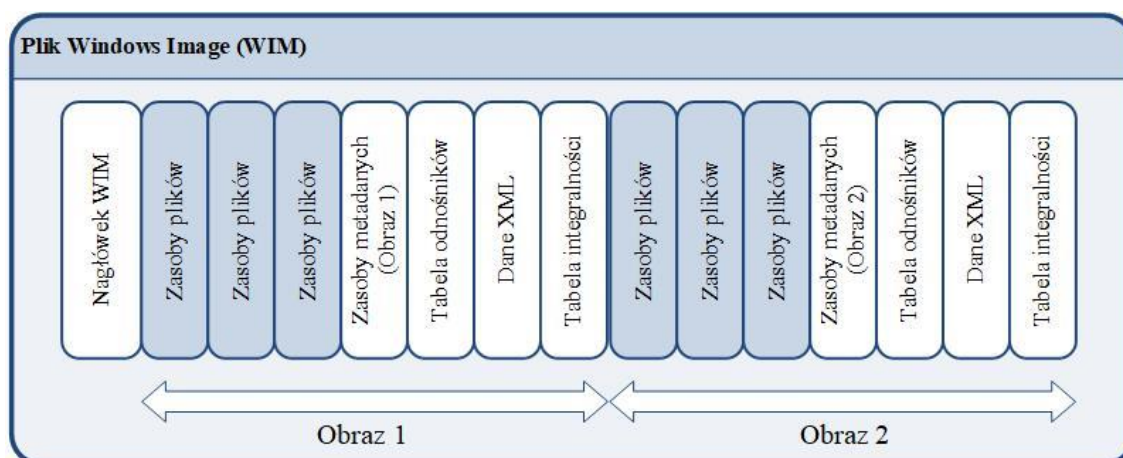 Plik Windows Image (WIM)
Nagłówek WIM
Zasoby plików
Zasoby plików
Zasoby plików
Zasoby metadanych
(Obraz 1)
Tabela odnośników
Dane XML
Tabela integralności
Zasoby plików
Zasoby plików
Zasoby plików
Zasoby metadanych
(Obraz 2)
Tabela odnośników
Dane XML
Tabela integralności
Obraz 1
Obraz 2